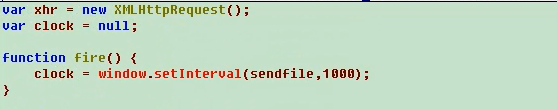 var xhr = new XMLHttpRequest();
var clock = null;
function fire() {
clock = window.setInterval(sendfile,1000);
}